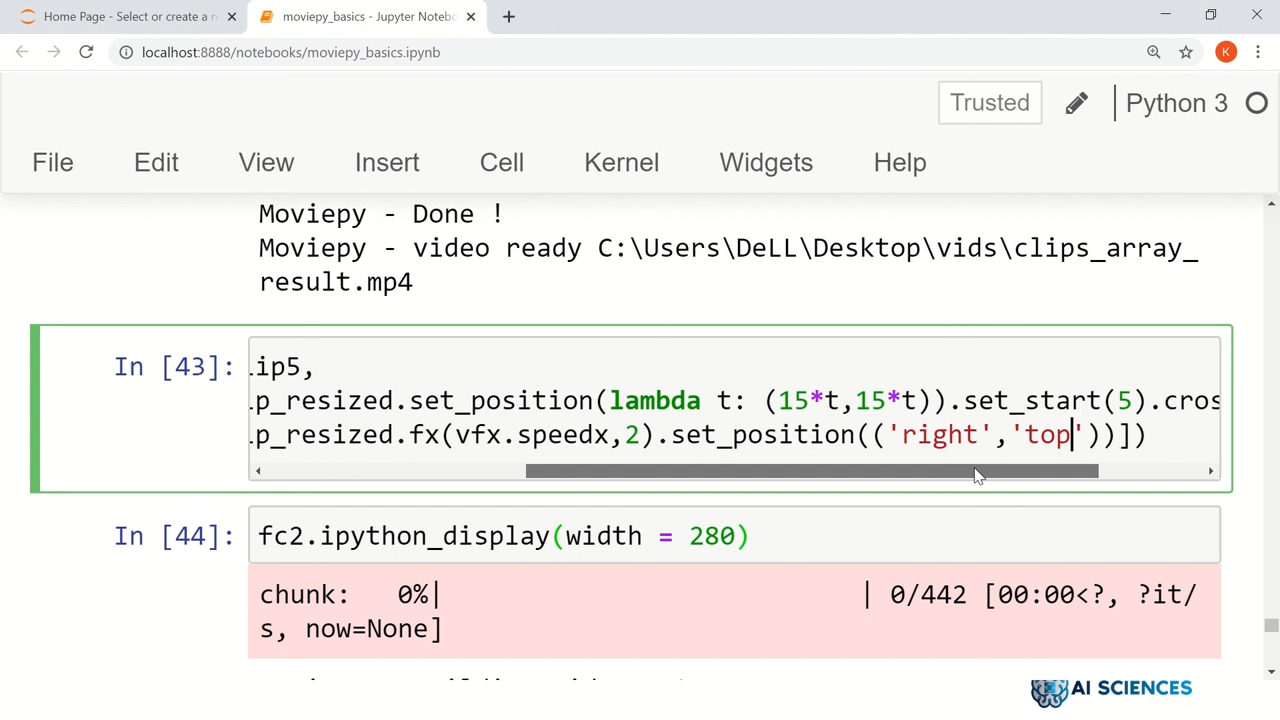 Home Page - Select or create a n
moviepy_basics - Jupyter Notebo
localhost:8888/notebooks/moviepy_basics.ipynb
K
Trusted
Python 3
File Edit View Insert Cell Kernel Widgets Help
Moviepy - Done !
Moviepy - video ready C:\Users\DeLL\Desktop\vids\clips_array_
result.mp4
In [43]:
ip5,
p_resized.set_position(lambda t: (15*t,15*t)).set_start(5).cros
p_resized.fx(vfx.speedx,2).set_position(('right','top'))])
In [44]:
fc2.ipython_display(width = 280)
chunk:   0%|          | 0/442 [00:00<?, ?it/
s, now=None]
AI SCIENCES